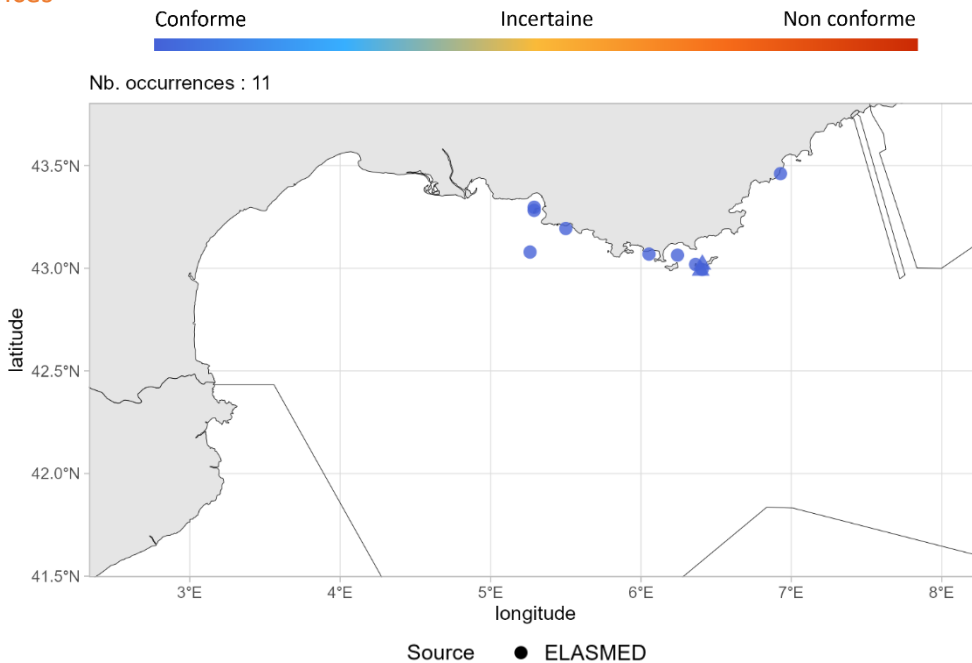 Conforme Incertaine Non conforme
Nb. occurrences : 11
43.5°N
43.0°N
42.5°N
42.0°N
41.5°N
latitude
3°E 4°E 5°E 6°E 7°E 8°E
longitude
Source ELASMED